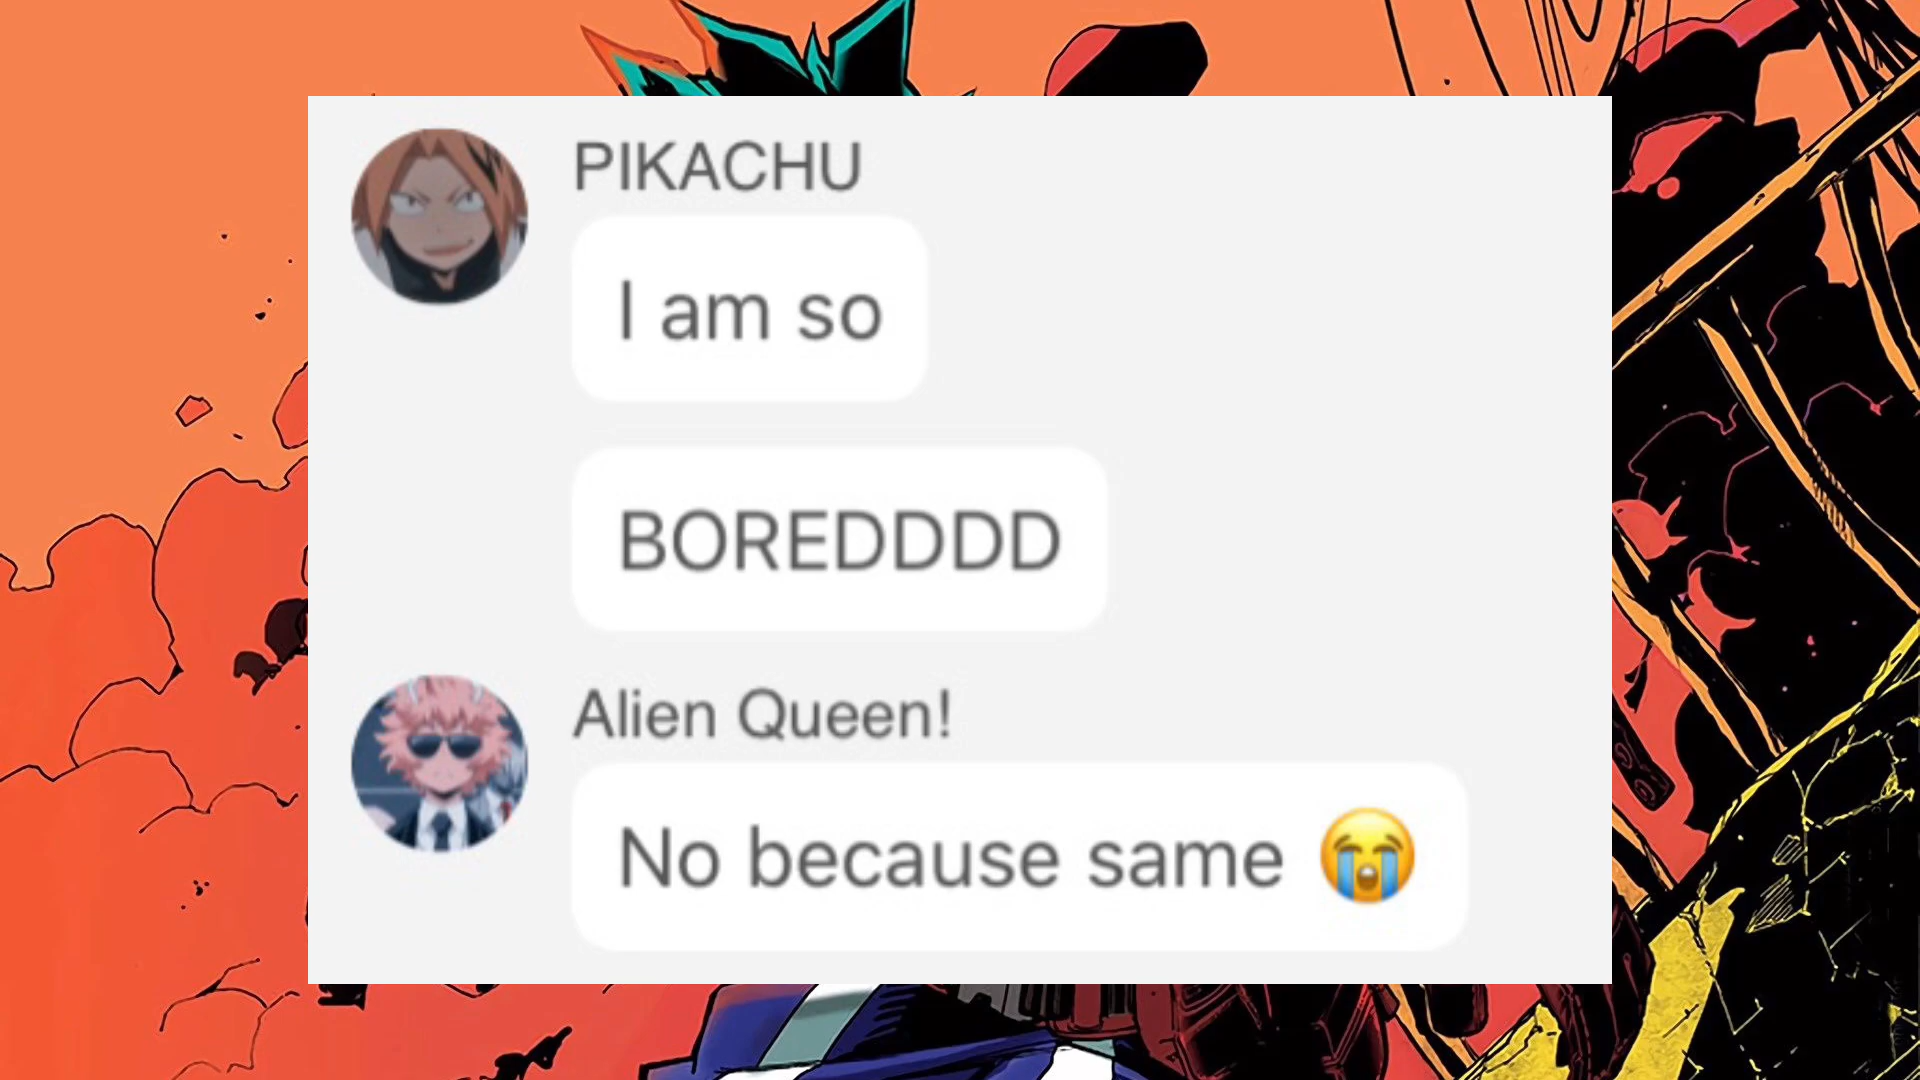 PIKACHU
I am so
BOREDDDD
Alien Queen!
No because same 😭